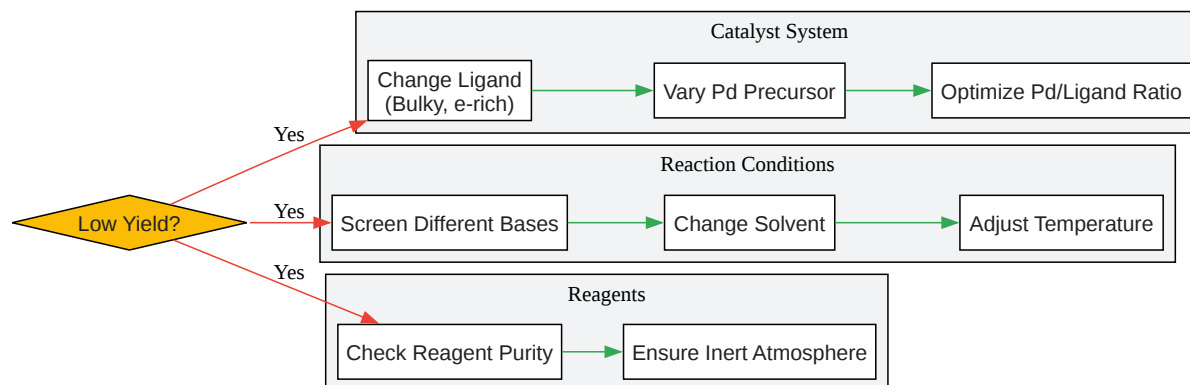 Catalyst System
Change Ligand
(Bulky, e-rich)
Vary Pd Precursor
Optimize Pd/Ligand Ratio
Yes
Reaction Conditions
Low Yield?
Yes
Screen Different Bases
Change Solvent
Adjust Temperature
Yes
Reagents
Check Reagent Purity
Ensure Inert Atmosphere